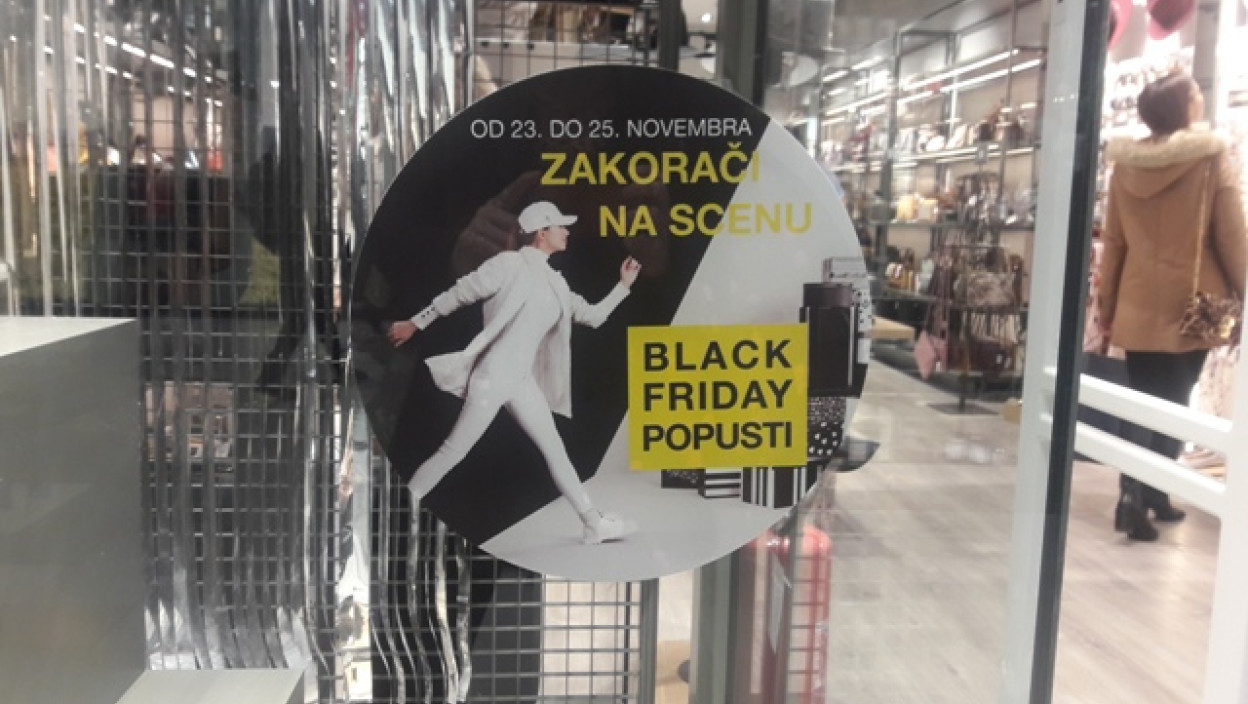 OD 23. DO 25. NOVEMBRA
ZAKORAČI
NA SCENU
BLACK
FRIDAY
POPUSTI